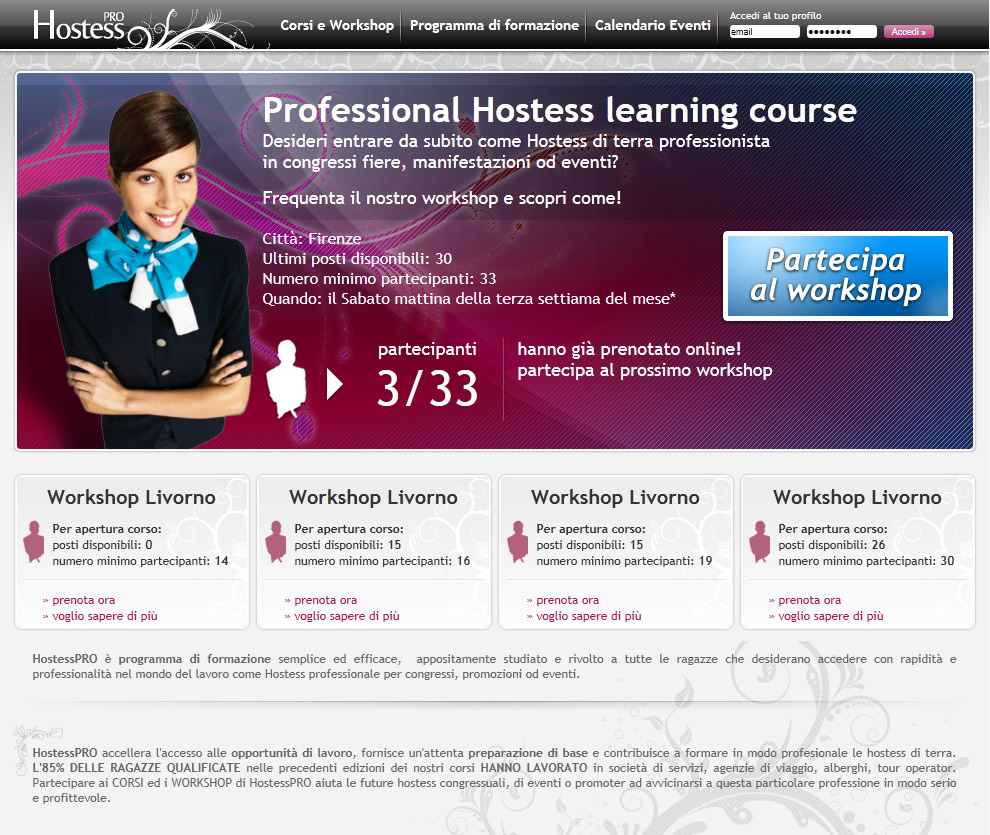 Hostess PRO
Corsi e Workshop
Programma di formazione
Calendario Eventi
Accedi al tuo profilo
email
Accedi »
Professional Hostess learning course
Desideri entrare da subito come Hostess di terra professionista
in congressi fiere, manifestazioni od eventi?
Frequenta il nostro workshop e scopri come!
Città: Firenze
Ultimi posti disponibili: 30
Numero minimo partecipanti: 33
Quando: il Sabato mattina della terza settiama del mese*
Partecipa
al workshop
partecipanti
3/33
hanno già prenotato online!
partecipa al prossimo workshop
Workshop Livorno
Per apertura corso:
posti disponibili: 0
numero minimo partecipanti: 14
» prenota ora
» voglio sapere di più
Workshop Livorno
Per apertura corso:
posti disponibili: 15
numero minimo partecipanti: 16
» prenota ora
» voglio sapere di più
Workshop Livorno
Per apertura corso:
posti disponibili: 15
numero minimo partecipanti: 19
» prenota ora
» voglio sapere di più
Workshop Livorno
Per apertura corso:
posti disponibili: 26
numero minimo partecipanti: 30
» prenota ora
» voglio sapere di più
HostessPRO è programma di formazione semplice ed efficace, appositamente studiato e rivolto a tutte le ragazze che desiderano accedere con rapidità e
professionalità nel mondo del lavoro come Hostess professionale per congressi, promozioni od eventi.
HostessPRO accellera l'accesso alle opportunità di lavoro, fornisce un'attenta preparazione di base e contribuisce a formare in modo profesionale le hostess di terra.
L'85% DELLE RAGAZZE QUALIFICATE nelle precedenti edizioni dei nostri corsi HANNO LAVORATO in società di servizi, agenzie di viaggio, alberghi, tour operator.
Partecipare ai CORSI ed i WORKSHOP di HostessPRO aiuta le future hostess congressuali, di eventi o promoter ad avvicinarsi a questa particolare professione in modo serio
e profittevole.